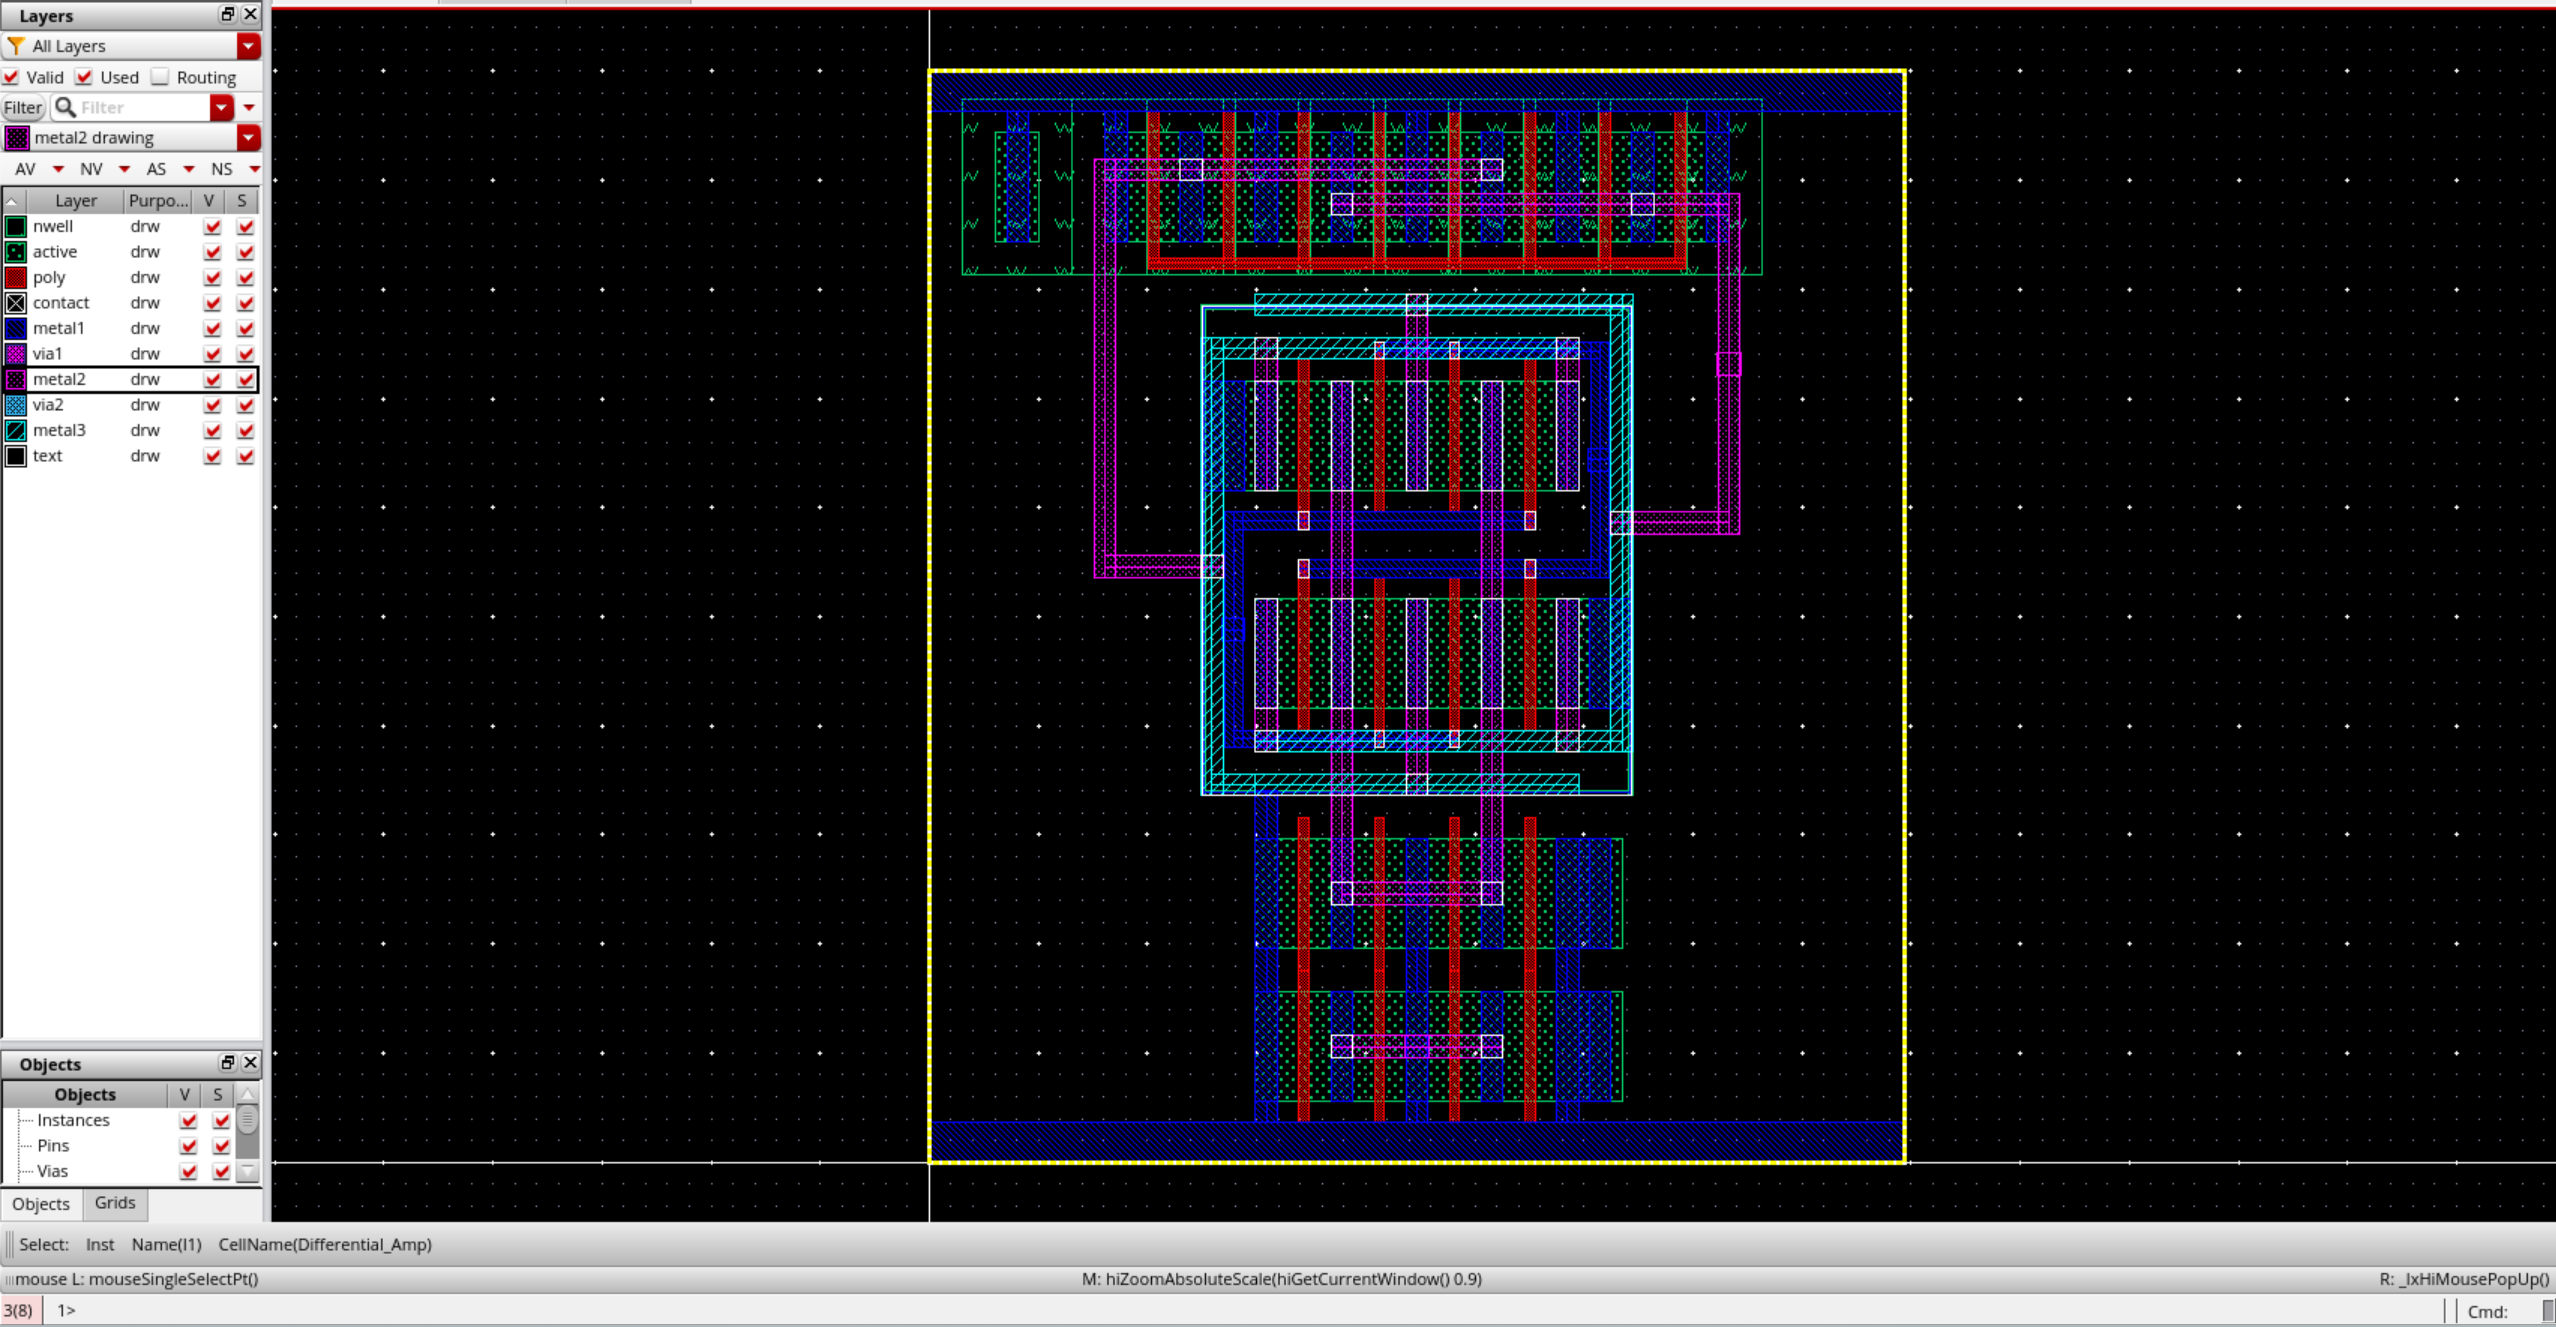 Layers
All Layers
Valid Used Routing
Filter Filter
metal2 drawing
AV NV AS NS
Layer Purpo... V S
nwell drw
active drw
poly drw
contact drw
metal1 drw
via1 drw
metal2 drw
via2 drw
metal3 drw
text drw
Objects
Objects V S
Instances
Pins
Vias
Objects Grids
Select: Inst Name(I1) CellName(Differential_Amp)
mouse L: mouseSingleSelectPt() M: hiZoomAbsoluteScale(hiGetCurrentWindow() 0.9) R: _lxHiMousePopUp()
3(8) 1> Cmd: